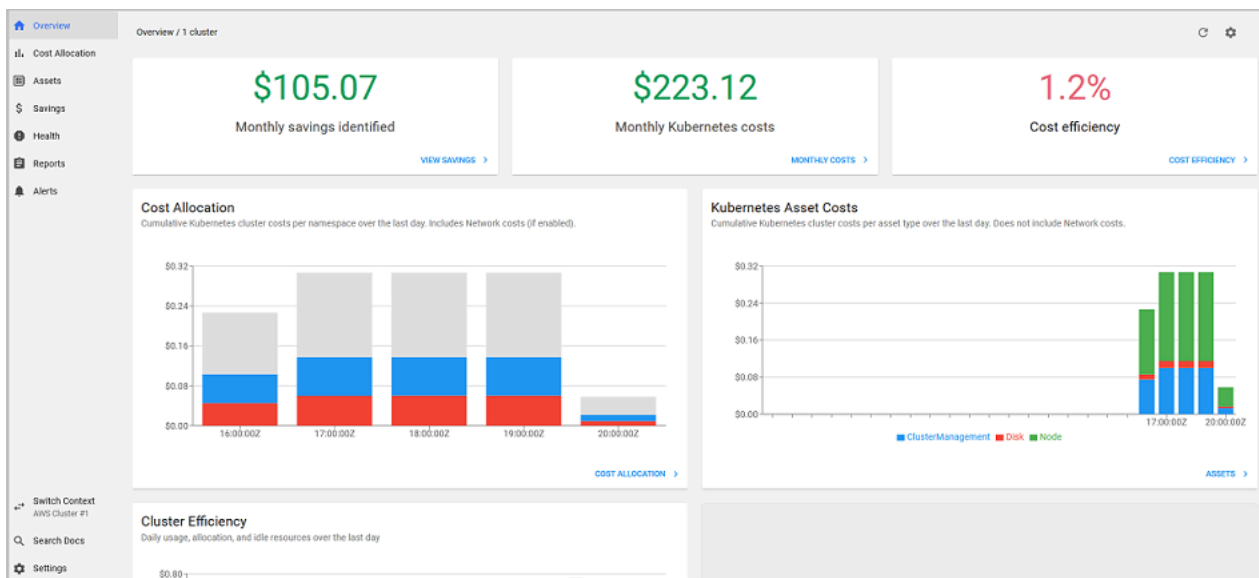 Overview
Cost Allocation
Assets
Savings
Health
Reports
Alerts
Switch Context
AWS Cluster #1
Search Docs
Settings
Overview / 1 cluster
$105.07
Monthly savings identified
VIEW SAVINGS
$223.12
Monthly Kubernetes costs
MONTHLY COSTS
1.2%
Cost efficiency
COST EFFICIENCY
Cost Allocation
Cumulative Kubernetes cluster costs per namespace over the last day. Includes Network costs (if enabled).
$0.32
$0.24
$0.16
$0.08
$0.00
16:00:00Z 17:00:00Z 18:00:00Z 19:00:00Z 20:00:00Z
COST ALLOCATION
Kubernetes Asset Costs
Cumulative Kubernetes cluster costs per asset type over the last day. Does not include Network costs.
$0.32
$0.24
$0.16
$0.08
$0.00
17:00:00Z 20:00:00Z
ClusterManagement Disk Node
ASSETS
Cluster Efficiency
Daily usage, allocation, and idle resources over the last day
$0.80